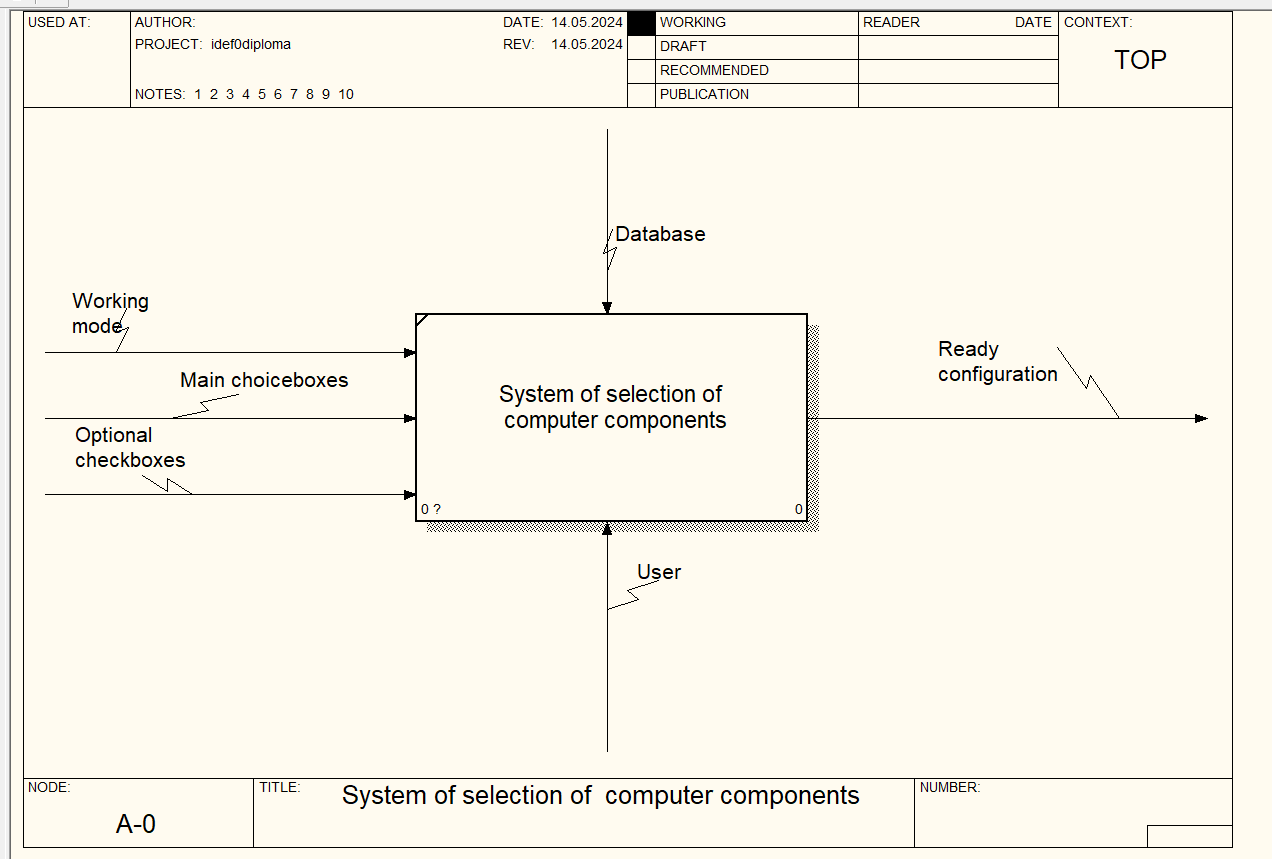 USED AT:
AUTHOR:
DATE: 14.05.2024
PROJECT: idef0diploma
REV: 14.05.2024
NOTES: 1 2 3 4 5 6 7 8 9 10
WORKING
DRAFT
RECOMMENDED
PUBLICATION
READER DATE
CONTEXT:
TOP
Database
Working
mode
Main choiceboxes
Optional
checkboxes
System of selection of
computer components
0 ?
0
Ready
configuration
User
NODE:
A-0
TITLE:
System of selection of computer components
NUMBER: